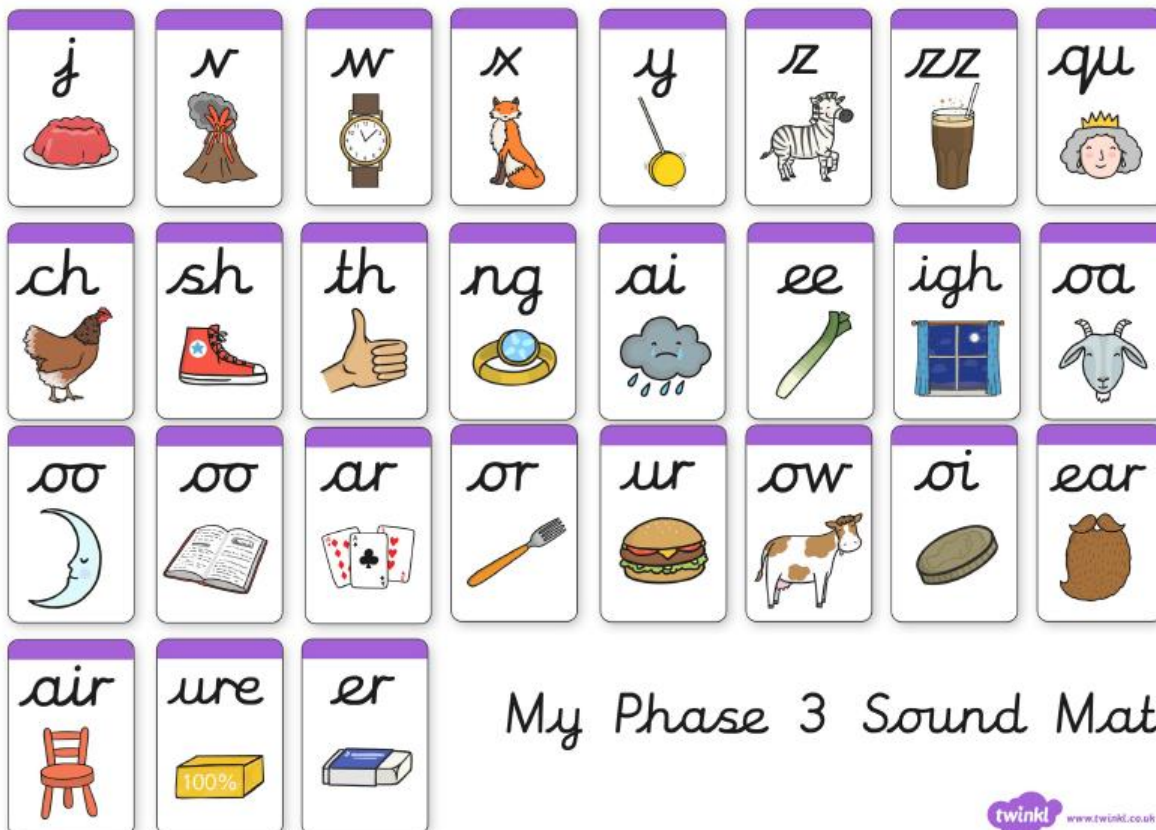 j v w x y z zz qu
ch sh th ng ai ee igh oa
oo oo ar or ur ow oi ear
air ure er
100%
My Phase 3 Sound Mat
twinkl www.twinkl.co.uk